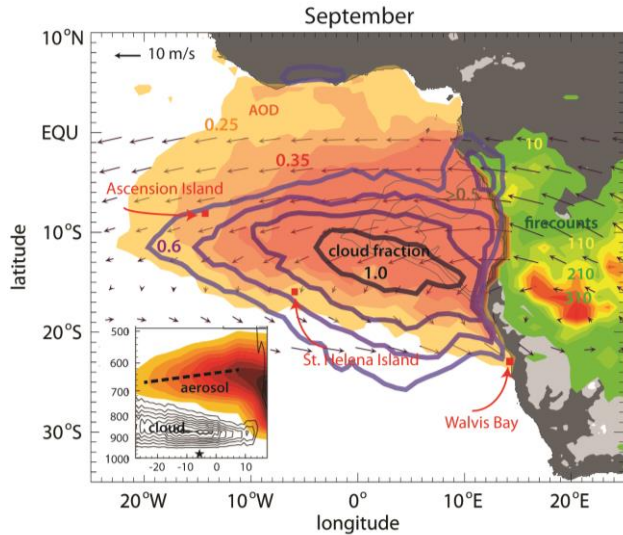 September
10°N
EQU
10°S
20°S
30°S
latitude
10 m/s
AOD
0.25
0.35
Ascension Island
0.6
cloud fraction
1.0
>0.5
10
firecounts
110
210
310
St. Helena Island
Walvis Bay
500
600
700
800
900
1000
aerosol
cloud
-20
-10
0
10
20°W
10°W
0°
10°E
20°E
longitude